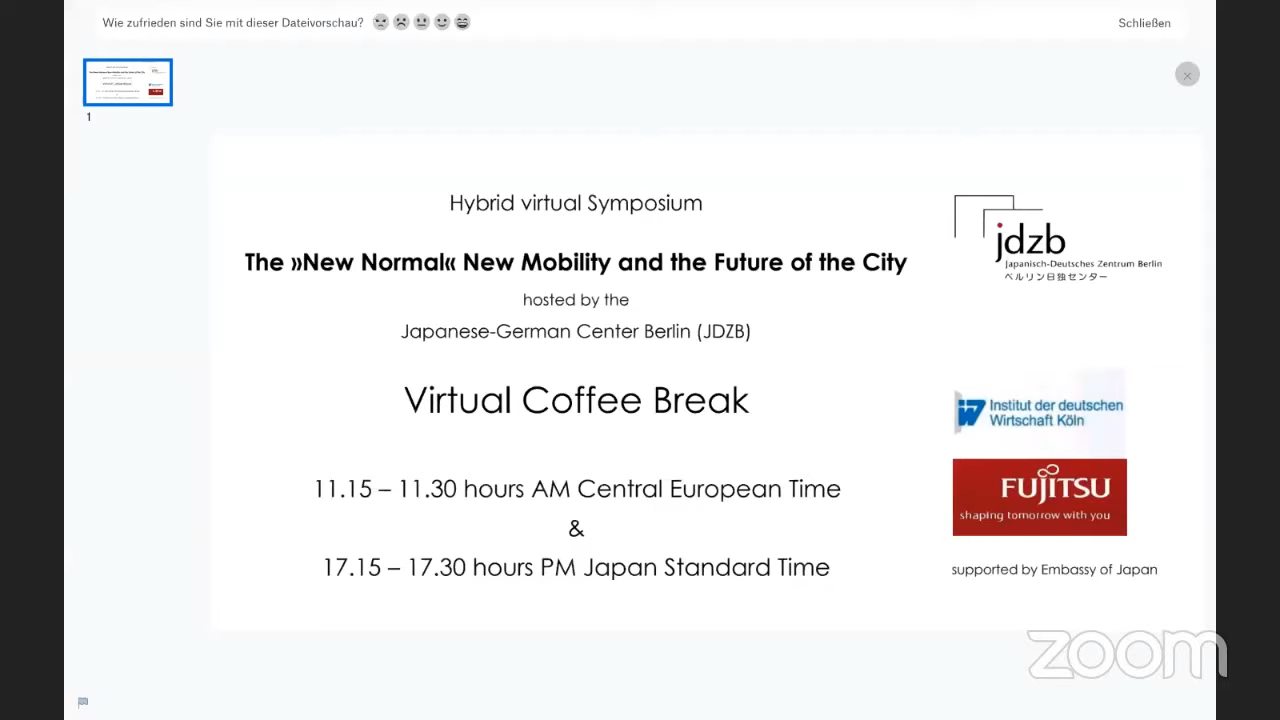 Wie zufrieden sind Sie mit dieser Dateivorschau?
Schließen
1
Hybrid virtual Symposium
The »New Normal« New Mobility and the Future of the City
hosted by the
Japanese-German Center Berlin (JDZB)
Virtual Coffee Break
11.15 – 11.30 hours AM Central European Time
&
17.15 – 17.30 hours PM Japan Standard Time
jdzb
Japanisch-Deutsches Zentrum Berlin
ベルリン日独センター
Institut der deutschen
Wirtschaft Köln
FUJITSU
shaping tomorrow with you
supported by Embassy of Japan
zoom